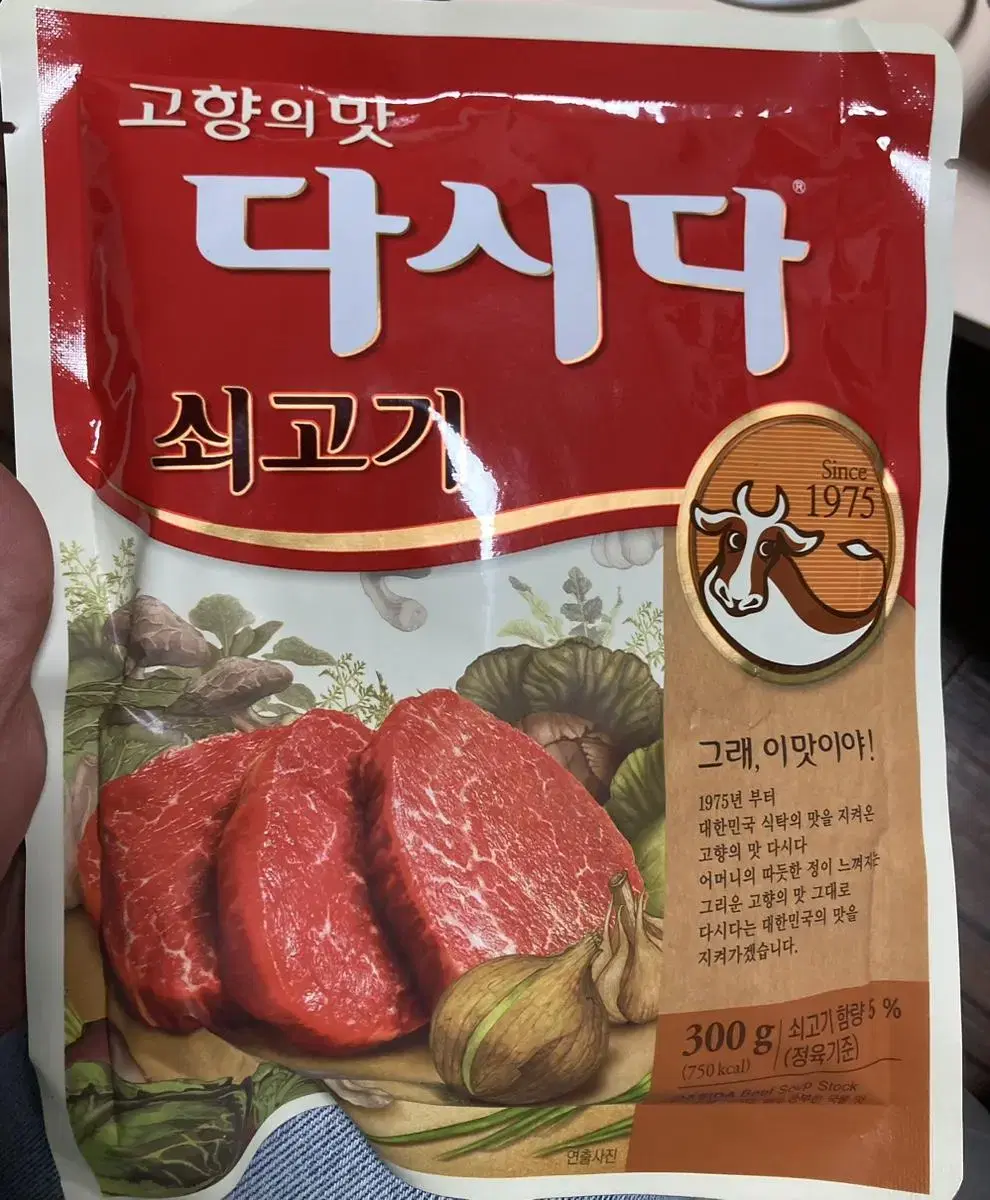 고향의 맛
다시다®
쇠고기
Since
1975
그래, 이맛이야!
1975년 부터
대한민국 식탁의 맛을 지켜온
고향의 맛 다시다
어머니의 따듯한 정이 느껴지는
그리운 고향의 맛 그대로
다시다는 대한민국의 맛을
지켜가겠습니다.
300 g
(750 kcal)
쇠고기 함량 5 %
(정육기준)
Beef Soup Stock
연출사진